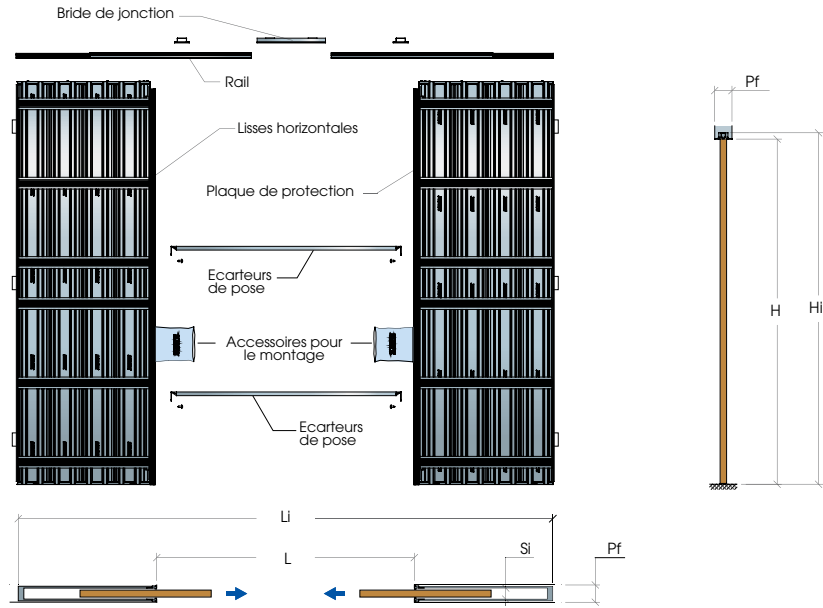 Bride de jonction
Rail
Pf
Lisses horizontales
Plaque de protection
Ecarteurs
de pose
H
Hi
Accessoires pour
le montage
Ecarteurs
de pose
Li
L
Si
Pf